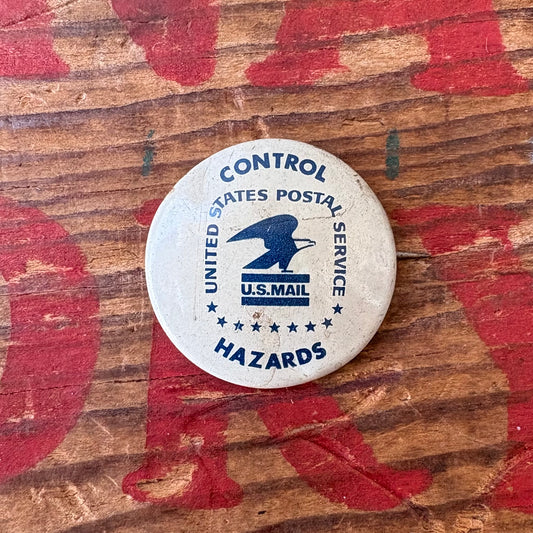 CONTROL
UNITED STATES POSTAL SERVICE
U.S.MAIL
HAZARDS